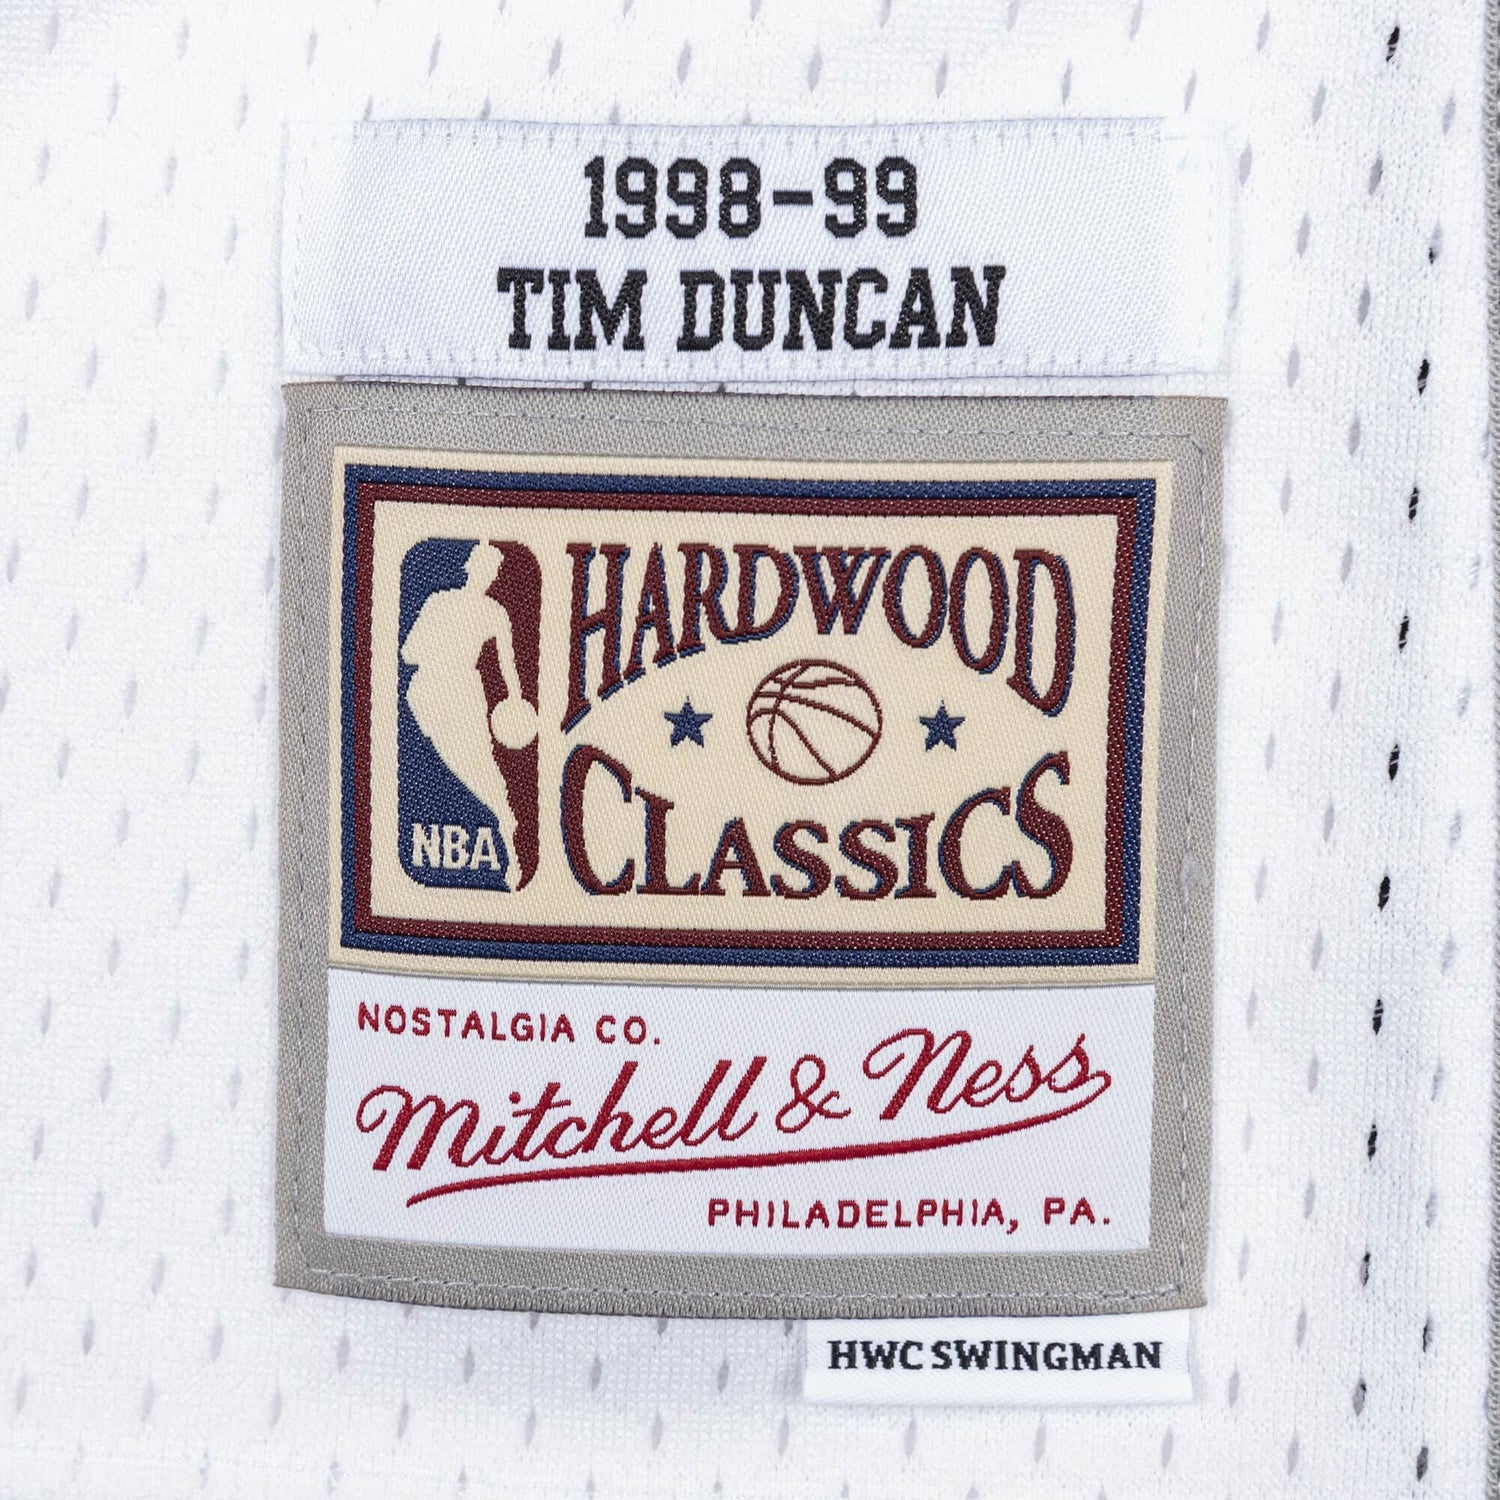 1998-99
TIM DUNCAN
HARDWOOD
CLASSICS
NBA
NOSTALGIA CO.
Mitchell & Ness
PHILADELPHIA, PA.
HWC SWINGMAN